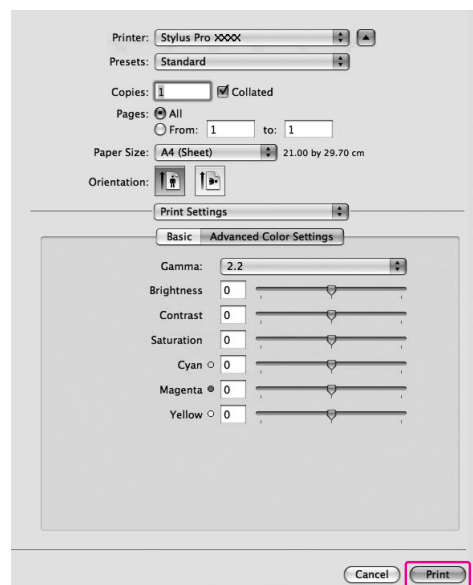 Printer: Stylus Pro XXXX
Presets: Standard
Copies: 1 Collated
Pages: All
From: 1 to: 1
Paper Size: A4 (Sheet) 21.00 by 29.70 cm
Orientation:
Print Settings
Basic Advanced Color Settings
Gamma: 2.2
Brightness 0
Contrast 0
Saturation 0
Cyan 0
Magenta 0
Yellow 0
Cancel Print